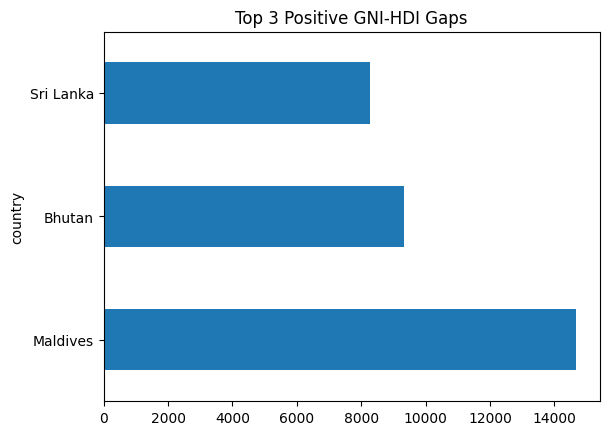 Top 3 Positive GNI-HDI Gaps
country
Sri Lanka
Bhutan
Maldives
0 2000 4000 6000 8000 10000 12000 14000